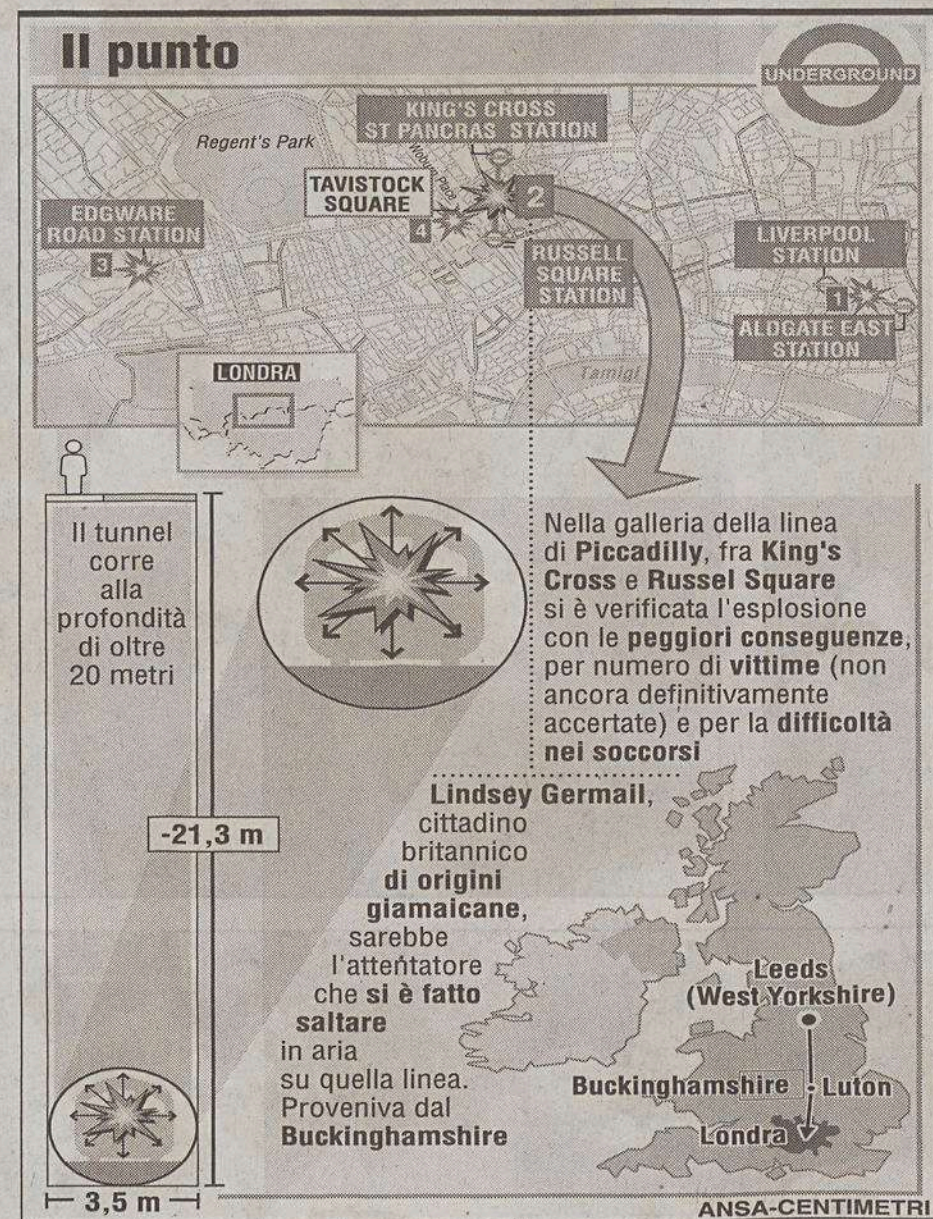 Il punto
UNDERGROUND
KING'S CROSS
ST PANCRAS STATION
Regent's Park
Woburn Place
TAVISTOCK
SQUARE
2
4
EDGWARE
ROAD STATION
3
RUSSELL
SQUARE
STATION
LIVERPOOL
STATION
1
ALDGATE EAST
STATION
LONDRA
Tamigi
Il tunnel
corre
alla
profondità
di oltre
20 metri
-21,3 m
3,5 m
Nella galleria della linea
di Piccadilly, fra King's
Cross e Russel Square
si è verificata l'esplosione
con le peggiori conseguenze,
per numero di vittime (non
ancora definitivamente
accertate) e per la difficoltà
nei soccorsi
Lindsey Germail,
cittadino
britannico
di origini
giamaicane,
sarebbe
l'attentatore
che si è fatto
saltare
in aria
su quella linea.
Proveniva dal
Buckinghamshire
Leeds
(West Yorkshire)
Buckinghamshire
Luton
Londra
ANSA-CENTIMETRI